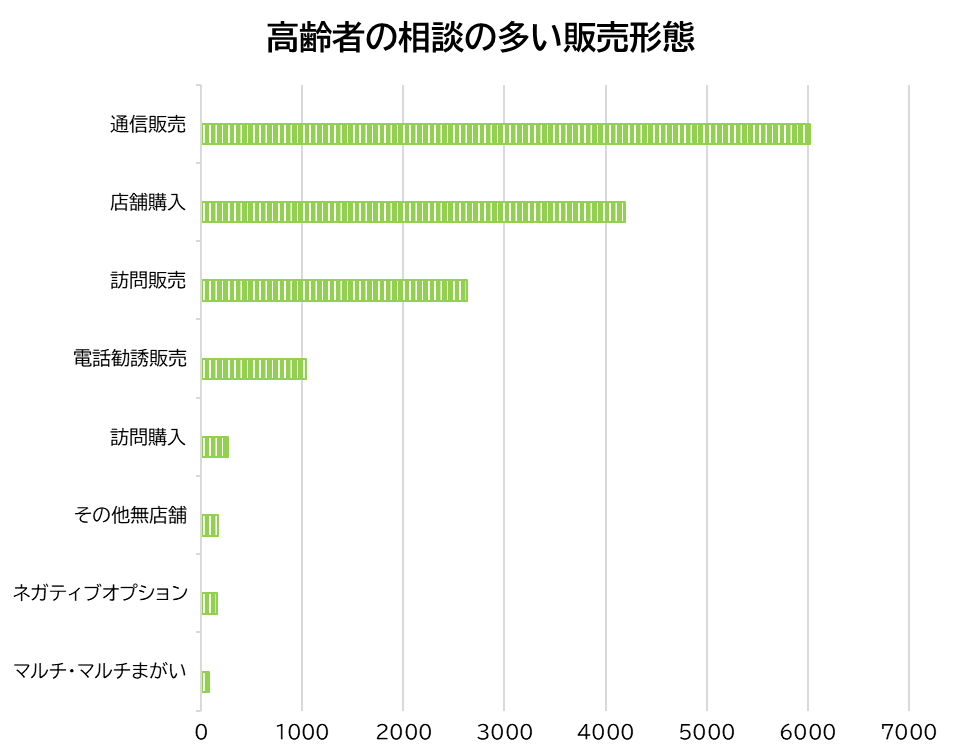 高齢者の相談の多い販売形態
通信販売
店舗購入
訪問販売
電話勧誘販売
訪問購入
その他無店舗
ネガティブオプション
マルチ・マルチまがい
0 1000 2000 3000 4000 5000 6000 7000